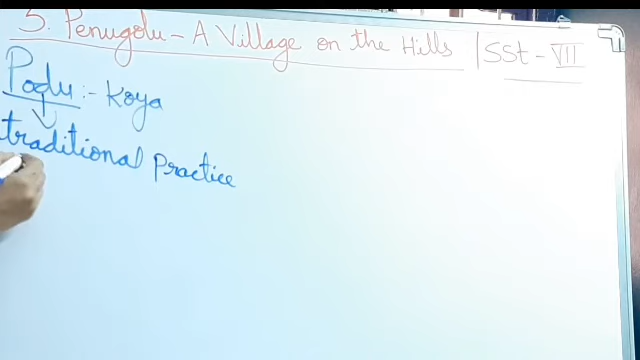 5. Penugolu - A Village on the Hills | SSt - VII
Podu :- Koya
traditional Practice